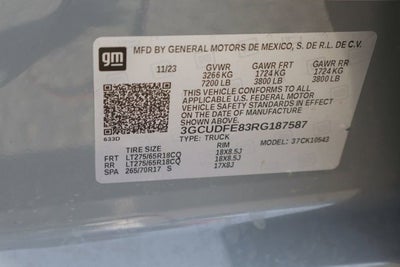 gm
MFD BY GENERAL MOTORS DE MEXICO, S. DE R.L. DE C.V.
11/23 GVWR GAWR FRT GAWR RR
3266 KG 1724 KG 1724 KG
7200 LB 3800 LB 3800 LB
THIS VEHICLE CONFORMS TO ALL
APPLICABLE U.S. FEDERAL MOTOR
VEHICLE SAFETY STANDARDS IN EFFECT
ON THE DATE OF MANUFACTURE
SHOWN ABOVE.
3GCUDFE83RG187587
633D TYPE: TRUCK MODEL: 37CK10543
TIRE SIZE RIM
FRT LT275/65R18CQ 18X8.5J
RR LT275/65R18CQ 18X8.5J
SPA 265/70R17 S 17X8J